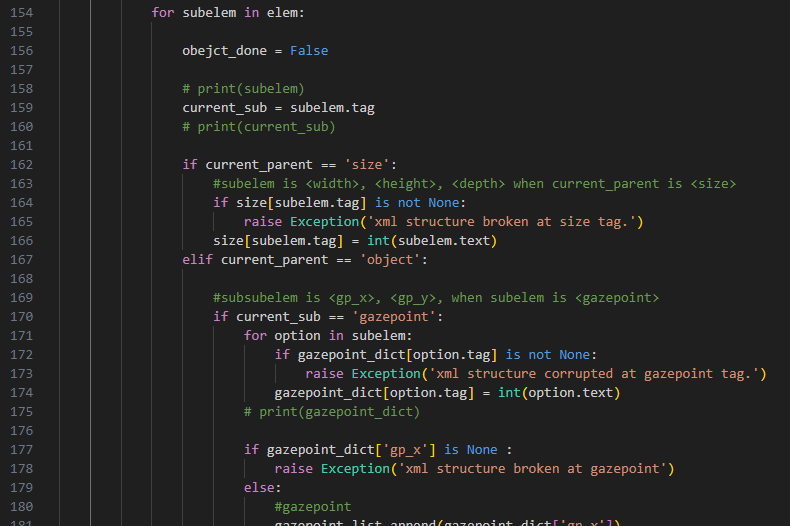 154 for subelem in elem:
155
156 obejct_done = False
157
158 # print(subelem)
159 current_sub = subelem.tag
160 # print(current_sub)
161
162 if current_parent == 'size':
163 #subelem is <width>, <height>, <depth> when current_parent is <size>
164 if size[subelem.tag] is not None:
165 raise Exception('xml structure broken at size tag.')
166 size[subelem.tag] = int(subelem.text)
167 elif current_parent == 'object':
168
169 #subsubelem is <gp_x>, <gp_y>, when subelem is <gazepoint>
170 if current_sub == 'gazepoint':
171 for option in subelem:
172 if gazepoint_dict[option.tag] is not None:
173 raise Exception('xml structure corrupted at gazepoint tag.')
174 gazepoint_dict[option.tag] = int(option.text)
175 # print(gazepoint_dict)
176
177 if gazepoint_dict['gp_x'] is None :
178 raise Exception('xml structure broken at gazepoint')
179 else:
180 #gazepoint
181 gazepoint_list.append(gazepoint_dict['gp_x'])